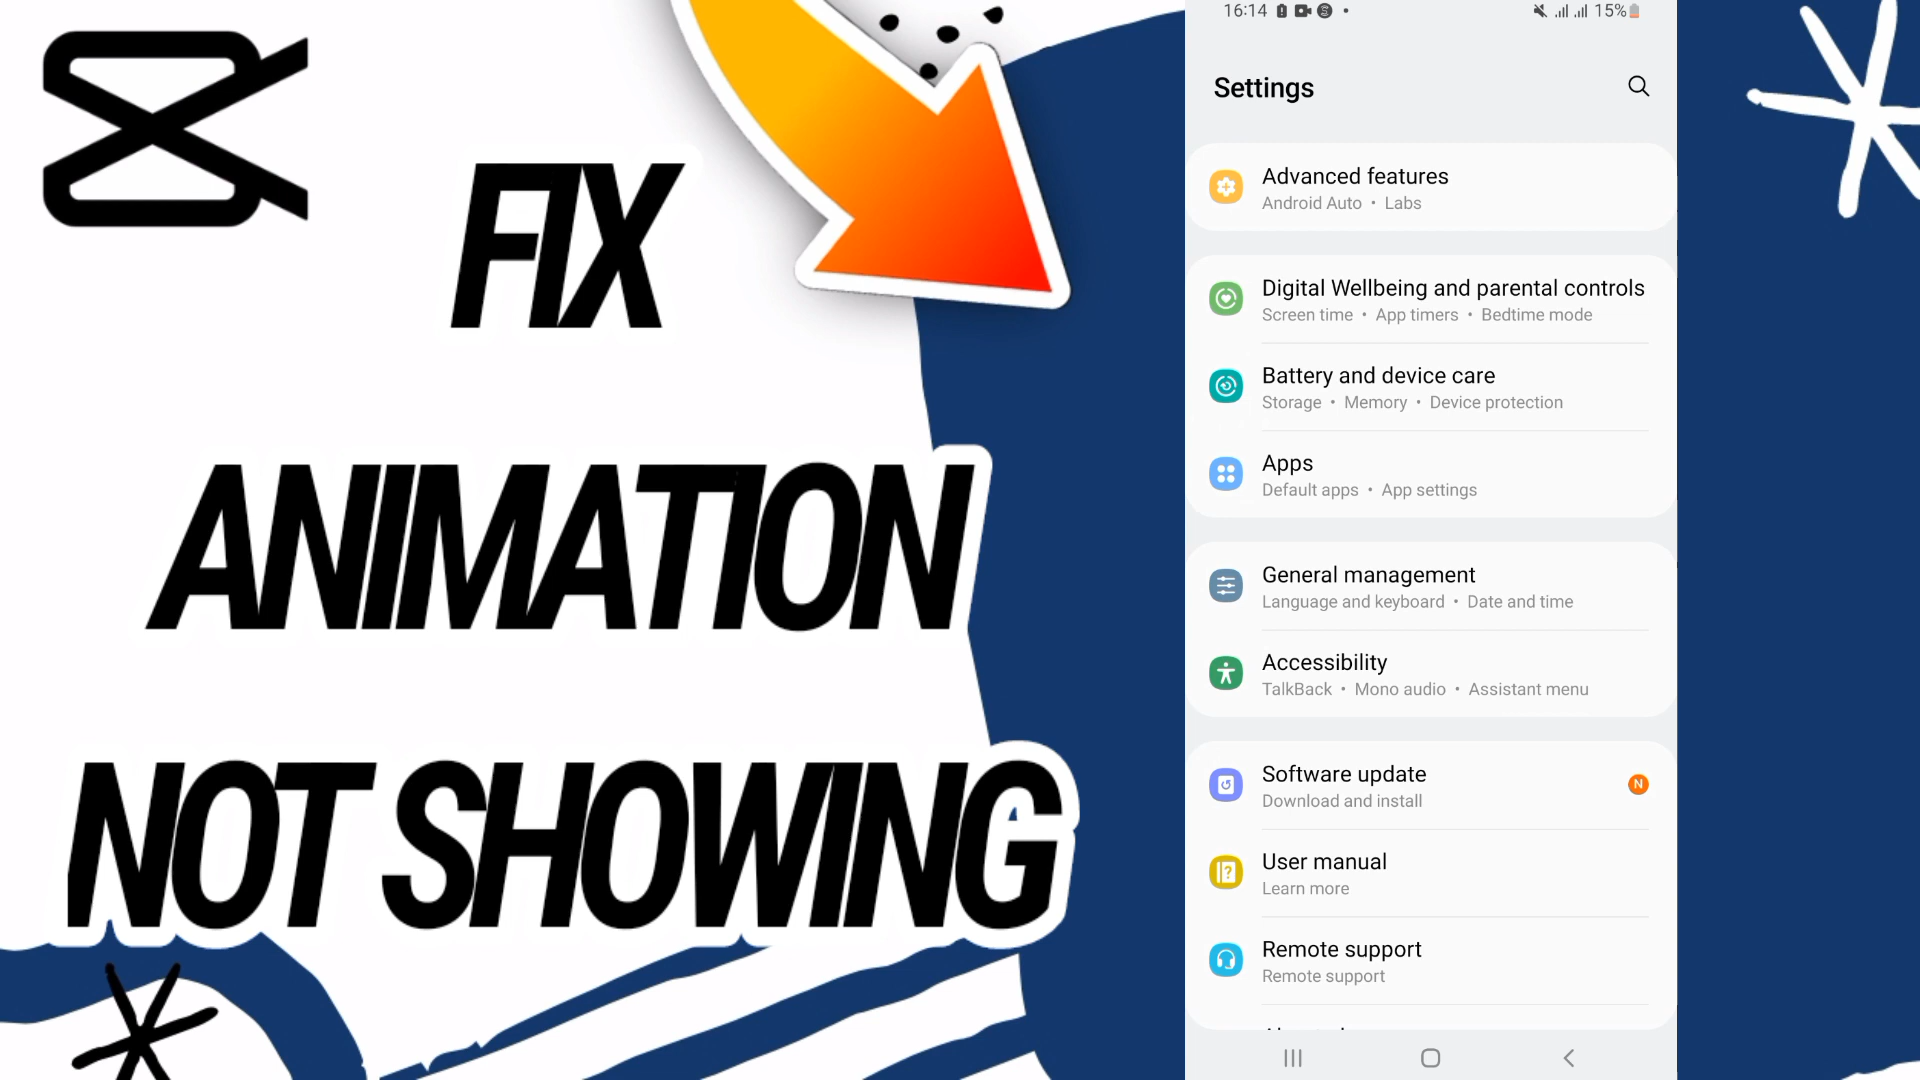 FIX
ANIMATION
NOT SHOWING
16:14
15%
Settings
Advanced features
Android Auto • Labs
Digital Wellbeing and parental controls
Screen time • App timers • Bedtime mode
Battery and device care
Storage • Memory • Device protection
Apps
Default apps • App settings
General management
Language and keyboard • Date and time
Accessibility
TalkBack • Mono audio • Assistant menu
Software update
N
Download and install
User manual
Learn more
Remote support
Remote support